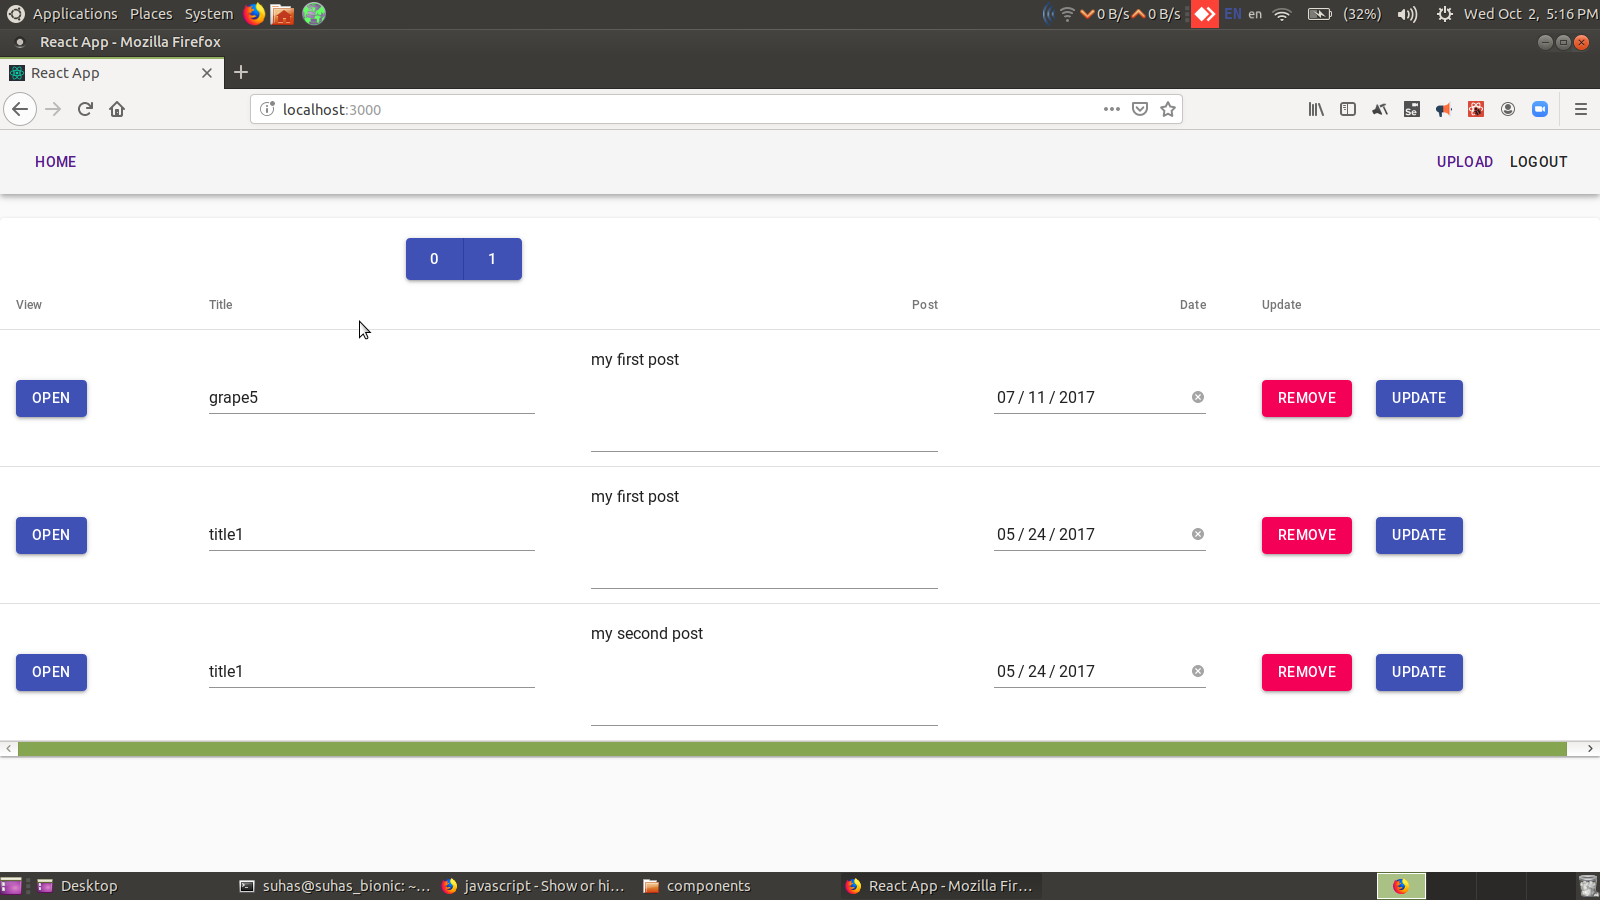 Applications Places System 0 B/s 0 B/s EN en (32%) Wed Oct 2, 5:16 PM
React App - Mozilla Firefox
React App
localhost:3000
Se
HOME UPLOAD LOGOUT
0 1
View Title Post Date Update
my first post
OPEN grape5 07 / 11 / 2017 REMOVE UPDATE
my first post
OPEN title1 05 / 24 / 2017 REMOVE UPDATE
my second post
OPEN title1 05 / 24 / 2017 REMOVE UPDATE
Desktop suhas@suhas_bionic: ~... javascript - Show or hi... components React App - Mozilla Fir...